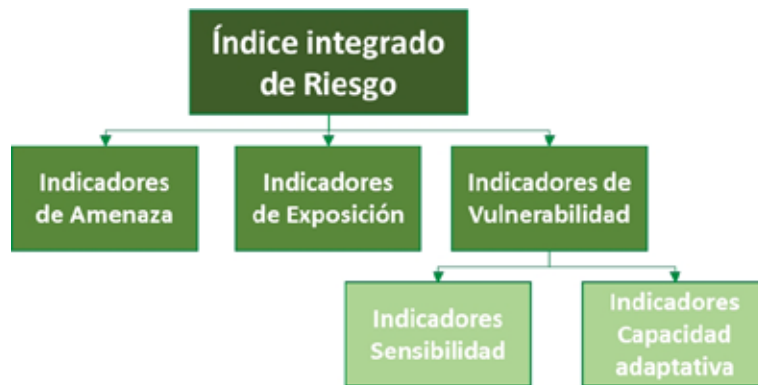 Índice integrado
de Riesgo
Indicadores
de Amenaza
Indicadores
de Exposición
Indicadores de
Vulnerabilidad
Indicadores
Sensibilidad
Indicadores
Capacidad
adaptativa